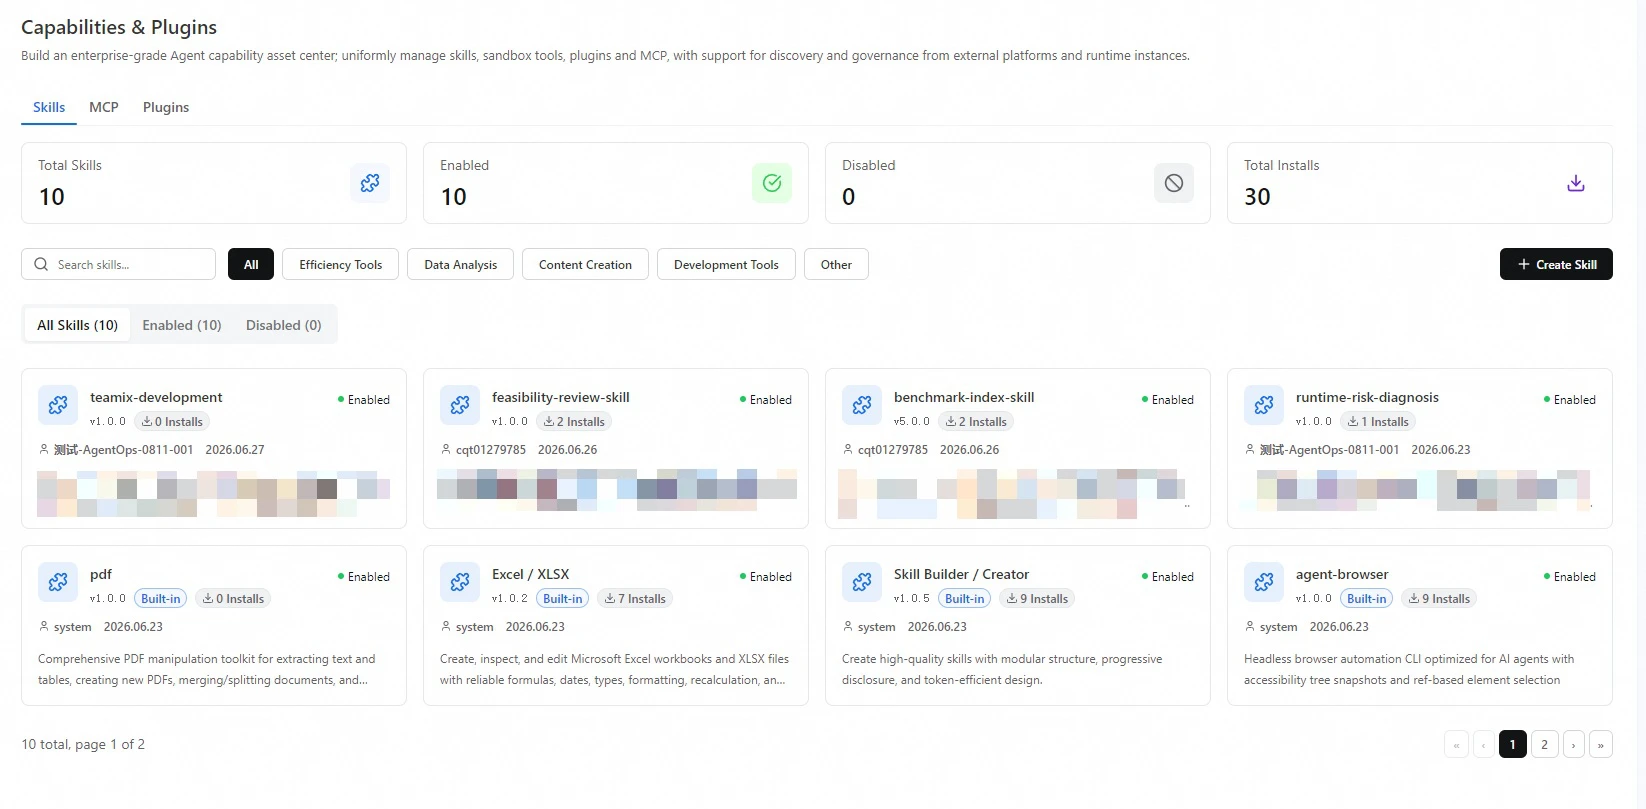 Capabilities & Plugins
Build an enterprise-grade Agent capability asset center; uniformly manage skills, sandbox tools, plugins and MCP, with support for discovery and governance from external platforms and runtime instances.
Skills MCP Plugins
Total Skills
10
Enabled
10
Disabled
0
Total Installs
30
Search skills... All Efficiency Tools Data Analysis Content Creation Development Tools Other + Create Skill
All Skills (10) Enabled (10) Disabled (0)
teamix-development Enabled
v1.0.0 0 Installs
测试-AgentOps-0811-001 2026.06.27
feasibility-review-skill Enabled
v1.0.0 2 Installs
cqt01279785 2026.06.26
benchmark-index-skill Enabled
v5.0.0 2 Installs
cqt01279785 2026.06.26
..
runtime-risk-diagnosis Enabled
v1.0.0 1 Installs
测试-AgentOps-0811-001 2026.06.23
pdf Enabled
v1.0.0 Built-in 0 Installs
system 2026.06.23
Comprehensive PDF manipulation toolkit for extracting text and
tables, creating new PDFs, merging/splitting documents, and...
Excel / XLSX Enabled
v1.0.2 Built-in 7 Installs
system 2026.06.23
Create, inspect, and edit Microsoft Excel workbooks and XLSX files
with reliable formulas, dates, types, formatting, recalculation, an...
Skill Builder / Creator Enabled
v1.0.5 Built-in 9 Installs
system 2026.06.23
Create high-quality skills with modular structure, progressive
disclosure, and token-efficient design.
agent-browser Enabled
v1.0.0 Built-in 9 Installs
system 2026.06.23
Headless browser automation CLI optimized for AI agents with
accessibility tree snapshots and ref-based element selection
10 total, page 1 of 2 « ‹ 1 2 › »